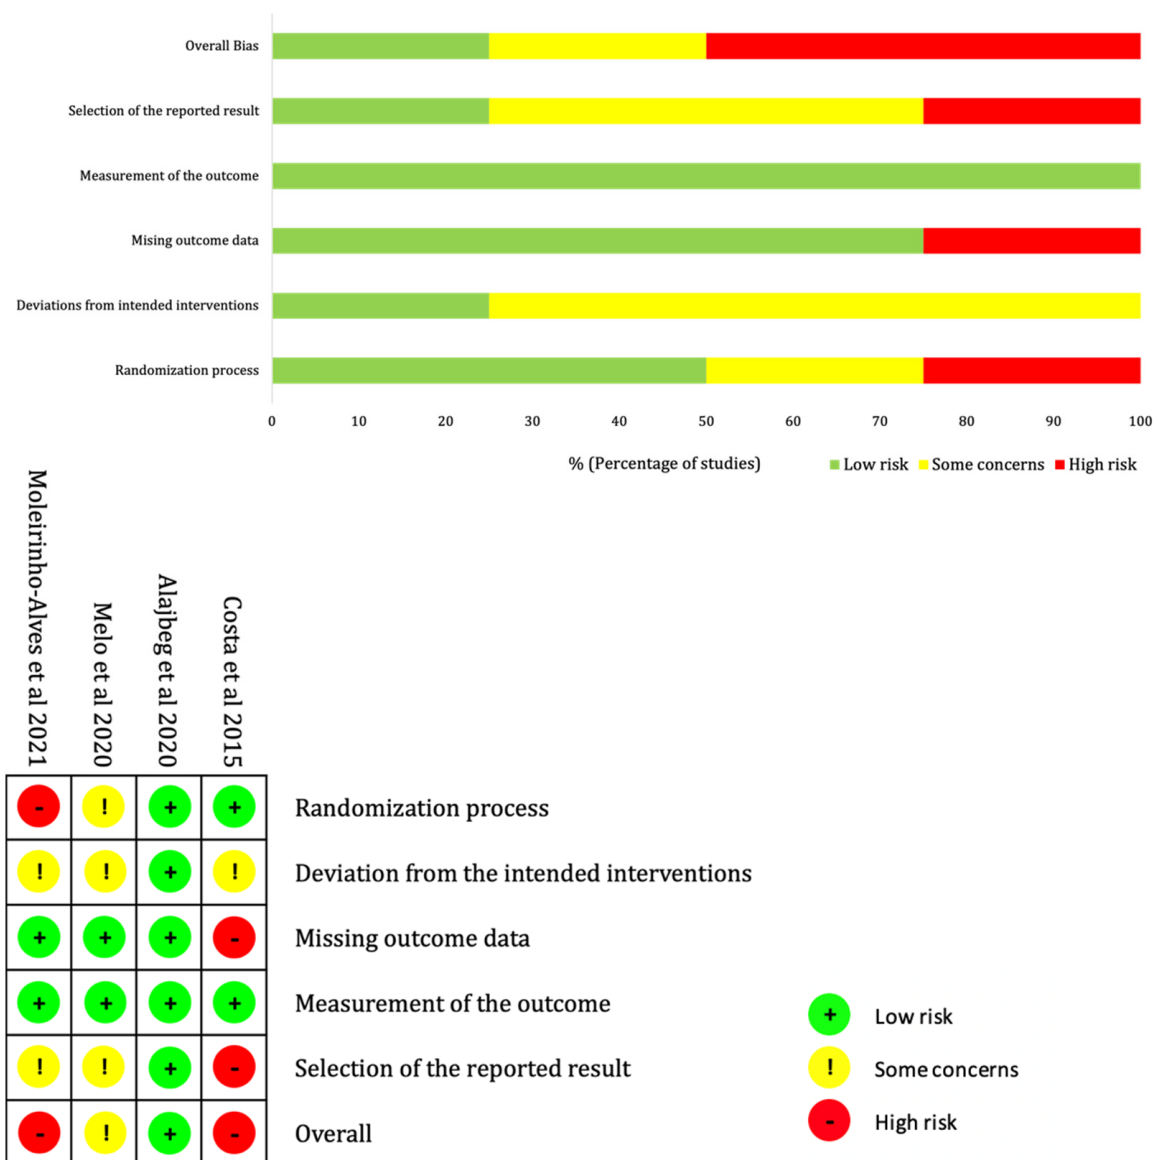 Overall Bias
Selection of the reported result
Measurement of the outcome
Mising outcome data
Deviations from intended interventions
Randomization process
0 10 20 30 40 50 60 70 80 90 100
% (Percentage of studies)
Low risk Some concerns High risk
Moleirinho-Alves et al 2021
Melo et al 2020
Alajbeg et al 2020
Costa et al 2015
- ! + + Randomization process
! ! + ! Deviation from the intended interventions
+ + + - Missing outcome data
+ + + + Measurement of the outcome
! ! + - Selection of the reported result
- ! + - Overall
+ Low risk
! Some concerns
- High risk